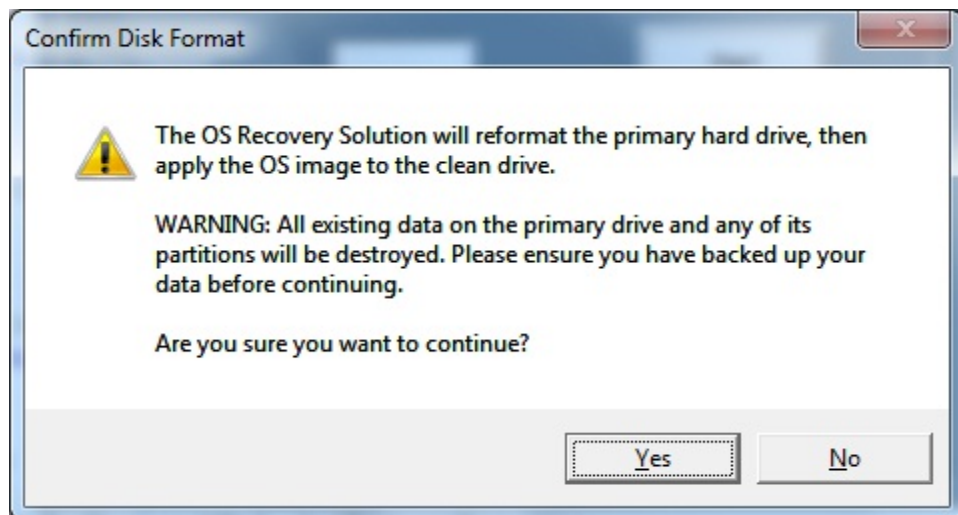 Confirm Disk Format
The OS Recovery Solution will reformat the primary hard drive, then
apply the OS image to the clean drive.
WARNING: All existing data on the primary drive and any of its
partitions will be destroyed. Please ensure you have backed up your
data before continuing.
Are you sure you want to continue?
Yes
No